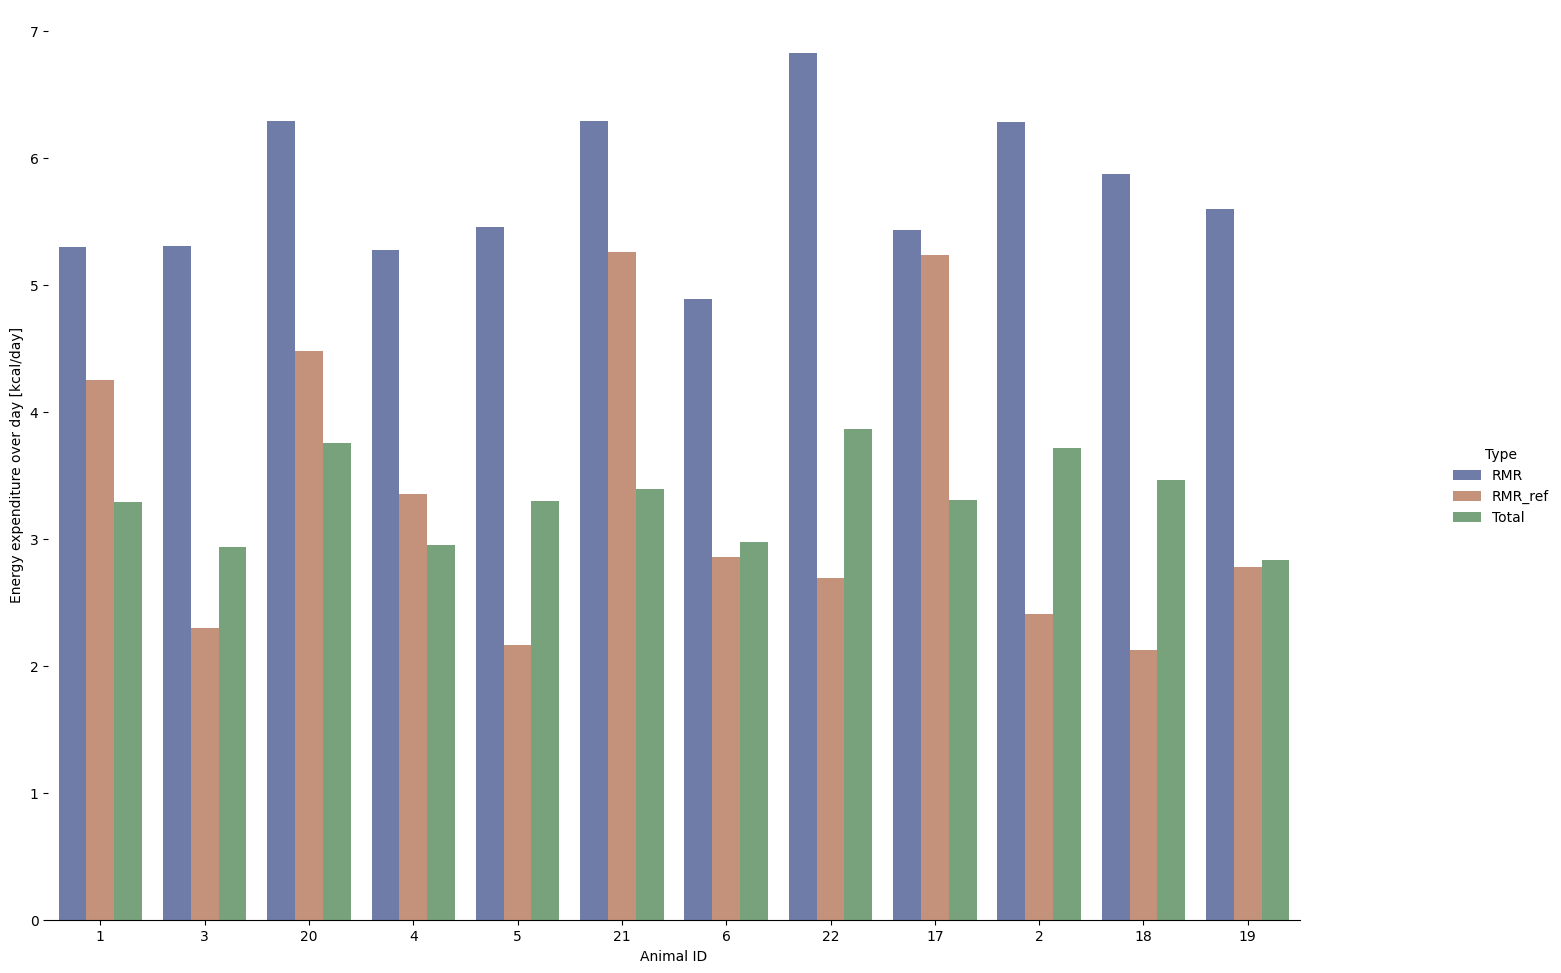 7
6
5
4
3
2
1
0
Energy expenditure over day [kcal/day]
1 3 20 4 5 21 6 22 17 2 18 19
Animal ID
Type
RMR
RMR_ref
Total